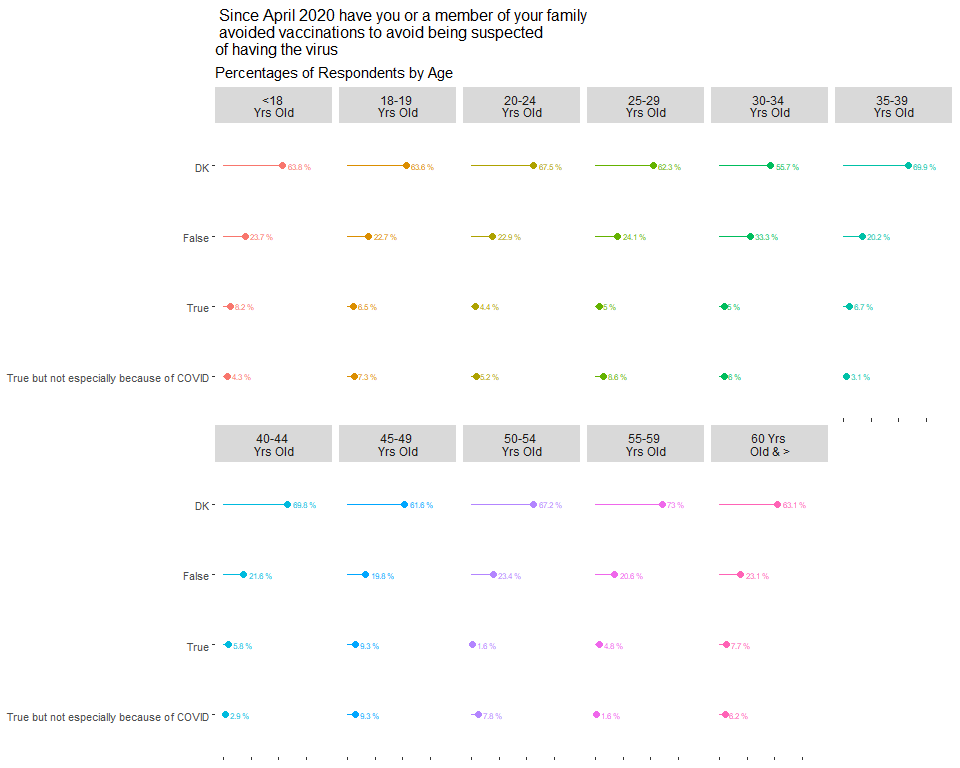 Since April 2020 have you or a member of your family
avoided vaccinations to avoid being suspected
of having the virus
Percentages of Respondents by Age
<18 18-19 20-24 25-29 30-34 35-39
Yrs Old Yrs Old Yrs Old Yrs Old Yrs Old Yrs Old
DK 63.8 % 63.6 % 67.5 % 62.3 % 55.7 % 69.9 %
False 23.7 % 22.7 % 22.9 % 24.1 % 33.3 % 20.2 %
True 8.2 % 6.5 % 4.4 % 5 % 5 % 6.7 %
True but not especially because of COVID 4.3 % 7.3 % 5.2 % 8.6 % 6 % 3.1 %
40-44 45-49 50-54 55-59 60 Yrs
Yrs Old Yrs Old Yrs Old Yrs Old Old & >
DK 69.8 % 61.6 % 67.2 % 73 % 63.1 %
False 21.6 % 19.8 % 23.4 % 20.6 % 23.1 %
True 5.8 % 9.3 % 1.6 % 4.8 % 7.7 %
True but not especially because of COVID 2.9 % 9.3 % 7.8 % 1.6 % 6.2 %